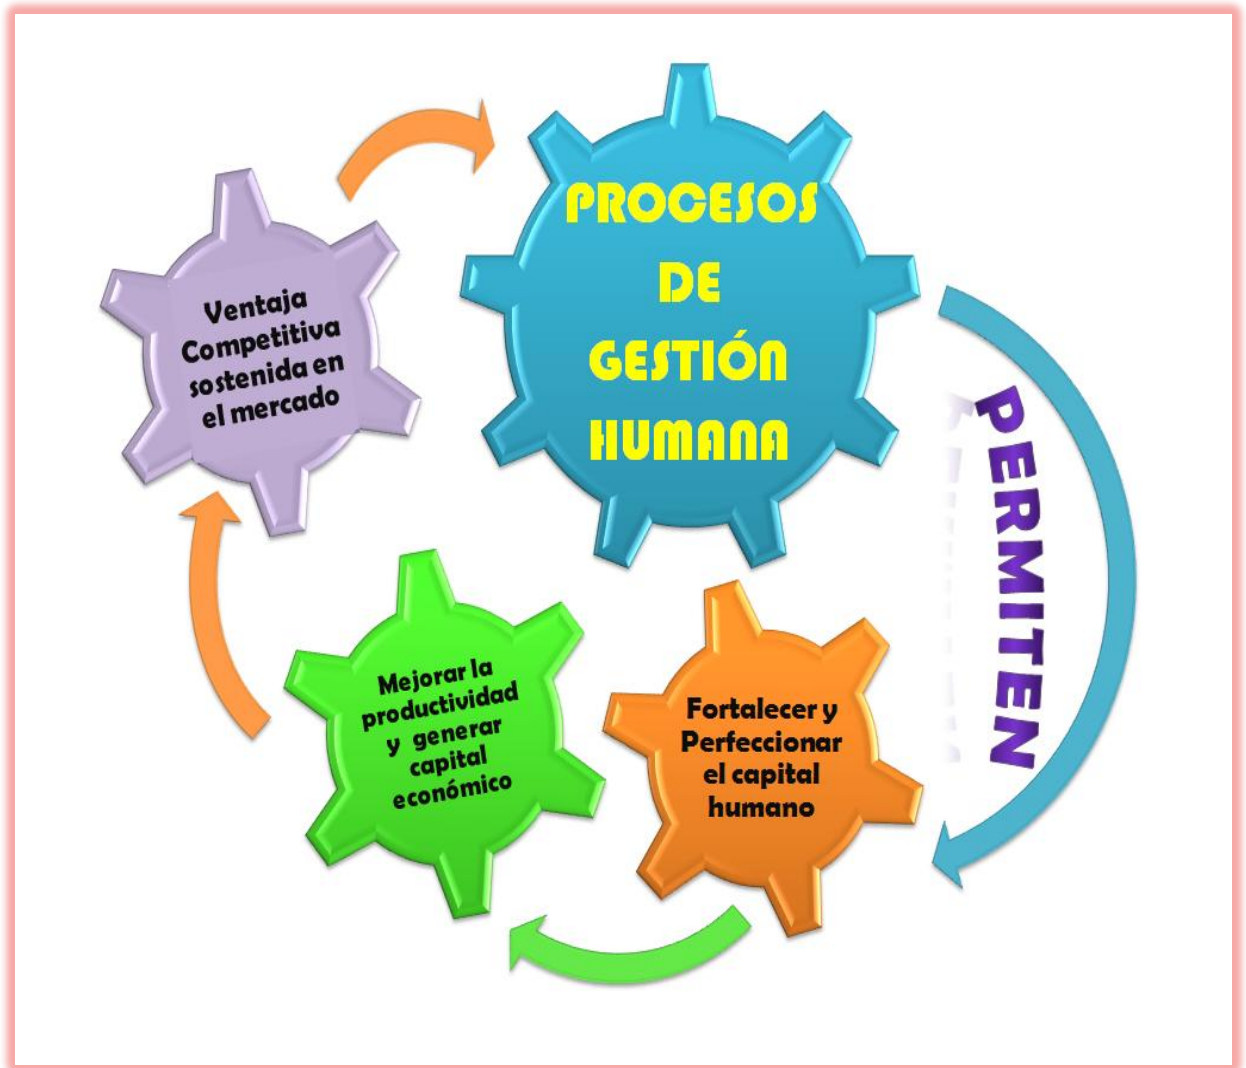 PROCESOS
DE
GESTIÓN
HUMANA
PERMITEN
Fortalecer y
Perfeccionar
el capital
humano
Mejorar la
productividad
y generar
capital
económico
Ventaja
Competitiva
sostenida en
el mercado